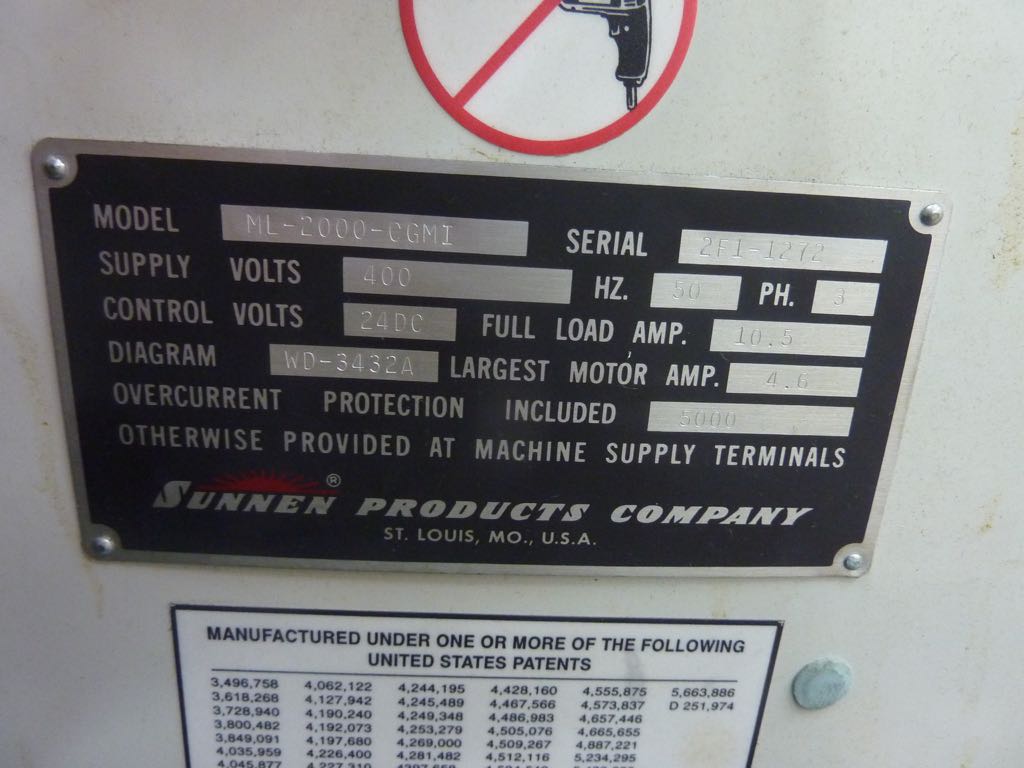 MODEL ML-2000-CGMI SERIAL 2F1-1272
SUPPLY VOLTS 400 HZ. 50 PH. 3
CONTROL VOLTS 24DC FULL LOAD AMP. 10.5
DIAGRAM WD-3432A LARGEST MOTOR AMP. 4.6
OVERCURRENT PROTECTION INCLUDED 5000
OTHERWISE PROVIDED AT MACHINE SUPPLY TERMINALS
SUNNEN® PRODUCTS COMPANY
ST. LOUIS, MO., U.S.A.
MANUFACTURED UNDER ONE OR MORE OF THE FOLLOWING
UNITED STATES PATENTS
3,496,758 4,062,122 4,244,195 4,428,160 4,555,875 5,663,886
3,618,268 4,127,942 4,245,489 4,467,566 4,573,837 D 251,974
3,728,940 4,190,240 4,249,348 4,486,983 4,657,446
3,800,482 4,192,073 4,253,279 4,505,076 4,665,655
3,849,091 4,197,680 4,269,000 4,509,267 4,887,221
4,035,959 4,226,400 4,281,482 4,512,116 5,234,295
4,045,877 4,227,310